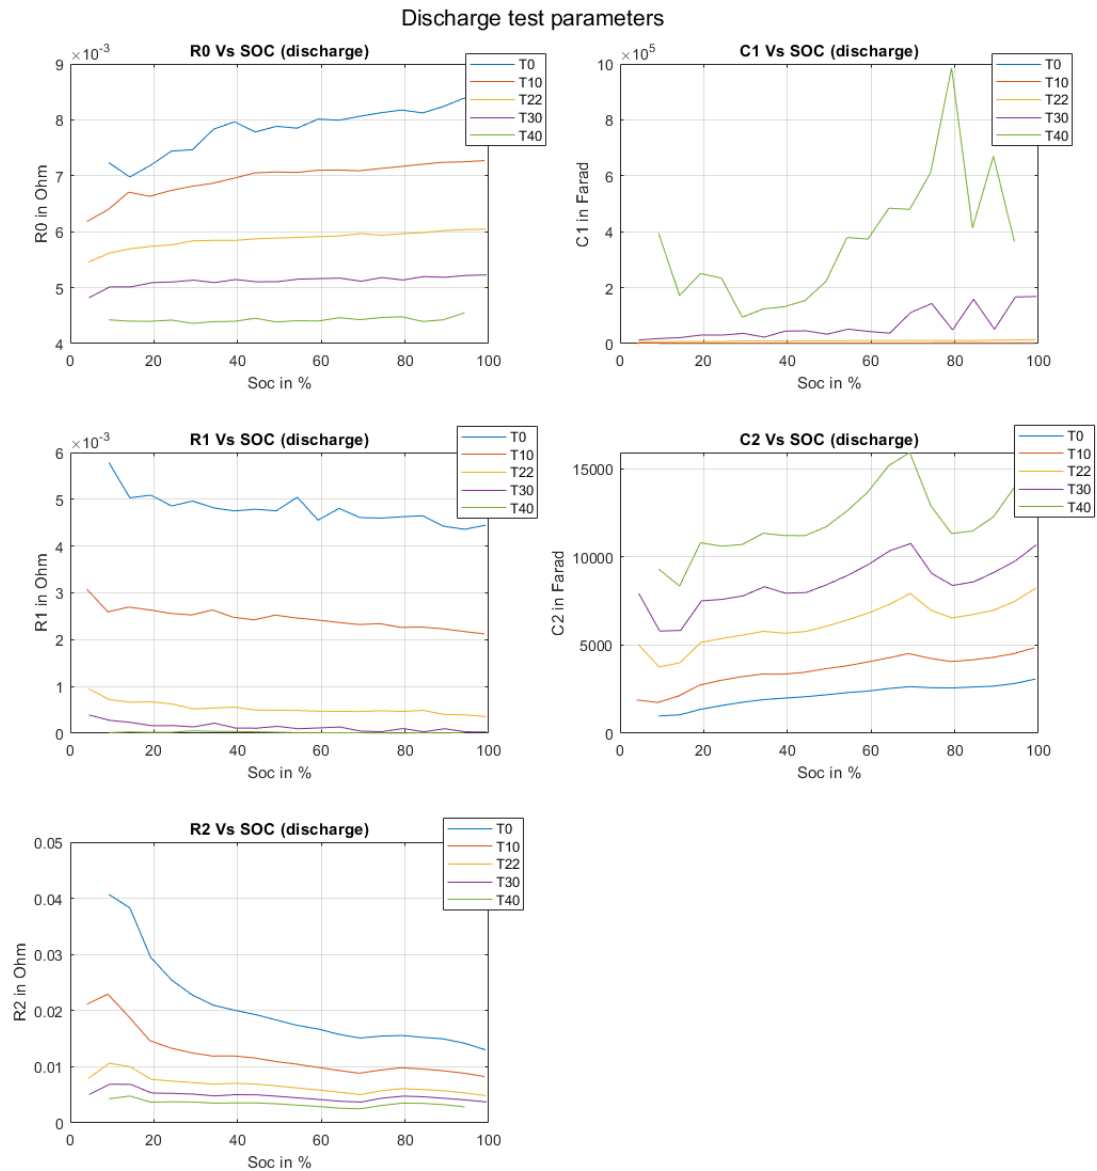 Discharge test parameters
R0 Vs SOC (discharge)
×10⁻³
9
8
7
6
5
4
R0 in Ohm
0
20
40
60
80
100
Soc in %
T0
T10
T22
T30
T40
C1 Vs SOC (discharge)
×10⁵
10
8
6
4
2
0
C1 in Farad
0
20
40
60
80
100
Soc in %
T0
T10
T22
T30
T40
R1 Vs SOC (discharge)
×10⁻³
6
5
4
3
2
1
0
R1 in Ohm
0
20
40
60
80
100
Soc in %
T0
T10
T22
T30
T40
C2 Vs SOC (discharge)
15000
10000
5000
0
C2 in Farad
0
20
40
60
80
100
Soc in %
T0
T10
T22
T30
T40
R2 Vs SOC (discharge)
0.05
0.04
0.03
0.02
0.01
0
R2 in Ohm
0
20
40
60
80
100
Soc in %
T0
T10
T22
T30
T40